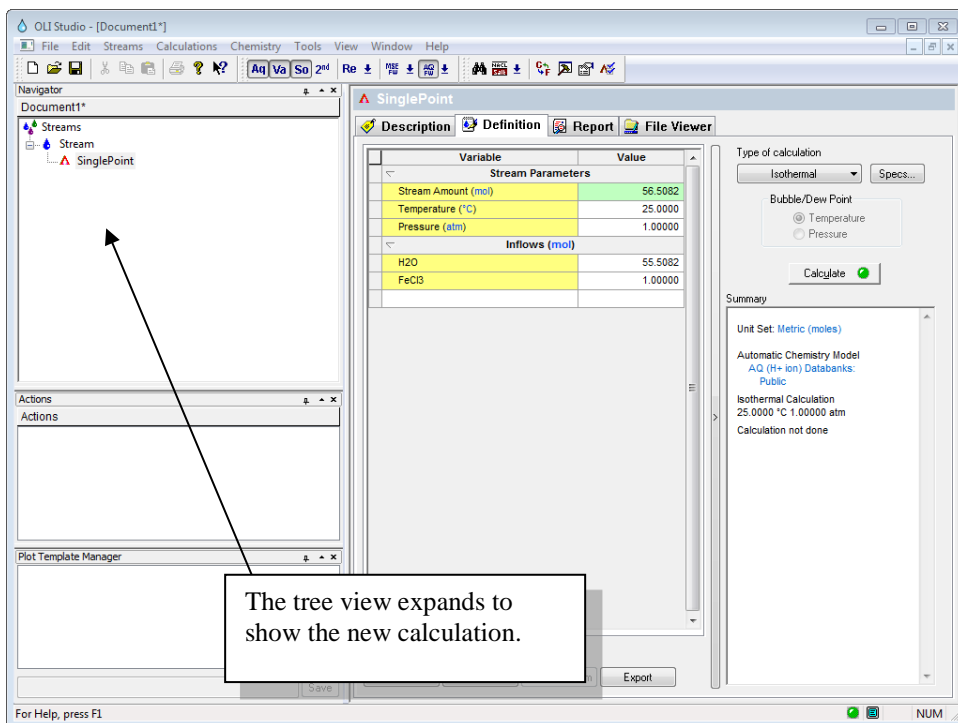 OLI Studio - [Document1*]
File Edit Streams Calculations Chemistry Tools View Window Help
Aq Va So 2nd Re
Navigator
Document1*
Streams
Stream
SinglePoint
Actions
Actions
Plot Template Manager
Save
SinglePoint
Description Definition Report File Viewer
Variable Value
Stream Parameters
Stream Amount (mol) 56.5082
Temperature (°C) 25.0000
Pressure (atm) 1.00000
Inflows (mol)
H2O 55.5082
FeCl3 1.00000
Export
Type of calculation
Isothermal Specs...
Bubble/Dew Point
Temperature
Pressure
Calculate
Summary
Unit Set: Metric (moles)
Automatic Chemistry Model
AQ (H+ ion) Databanks:
Public
Isothermal Calculation
25.0000 °C 1.00000 atm
Calculation not done
The tree view expands to
show the new calculation.
For Help, press F1
NUM